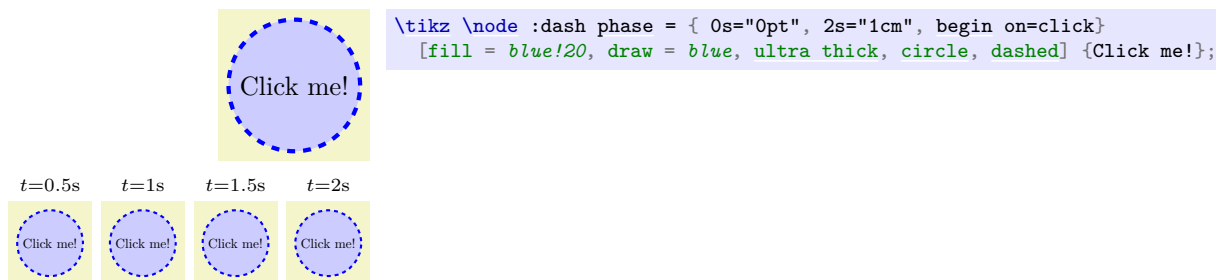 Click me!
\tikz \node :dash phase = { 0s="0pt", 2s="1cm", begin on=click}
[fill = blue!20, draw = blue, ultra thick, circle, dashed] {Click me!};
t=0.5s t=1s t=1.5s t=2s
Click me! Click me! Click me! Click me!